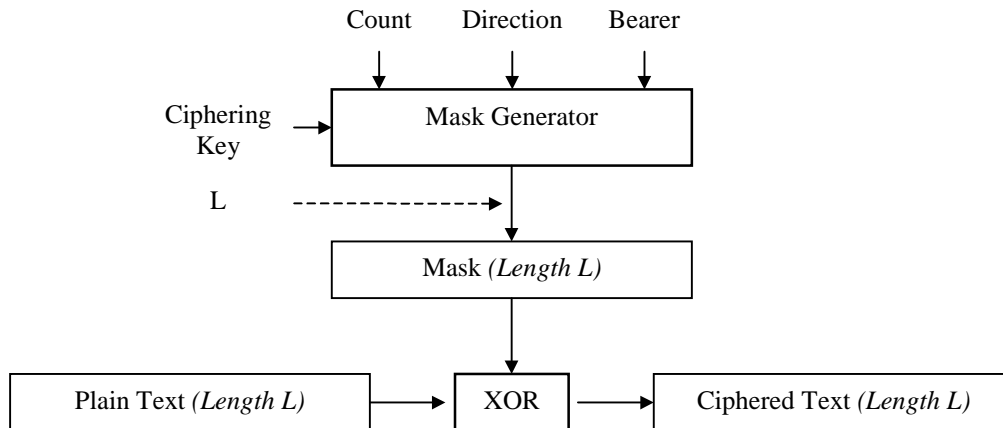 Count Direction Bearer
Mask Generator
Ciphering
Key
L
Mask (Length L)
Plain Text (Length L)
XOR
Ciphered Text (Length L)